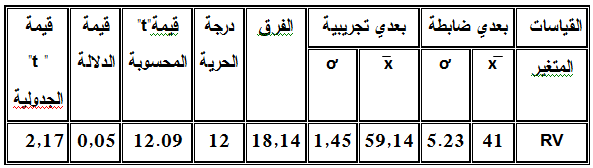 القياسات بعدي ضابطة بعدي تجريبية الفرق درجة الحرية قيمة"t" المحسوبة قيمة الدلالة قيمة "t " الجدولية
المتغير x̄ σ x̄ σ
RV 41 5.23 59,14 1,45 18,14 12 12.09 0,05 2,17